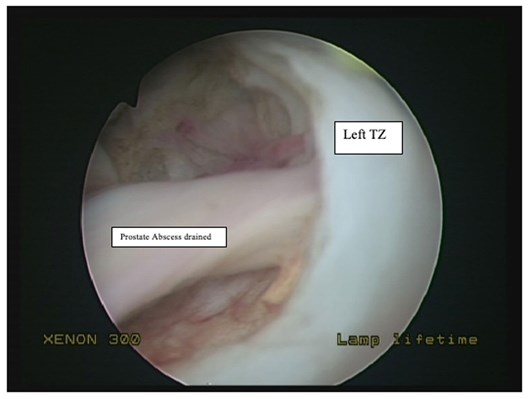 Left TZ
Prostate Abscess drained
XENON 300
Lamp lifetime